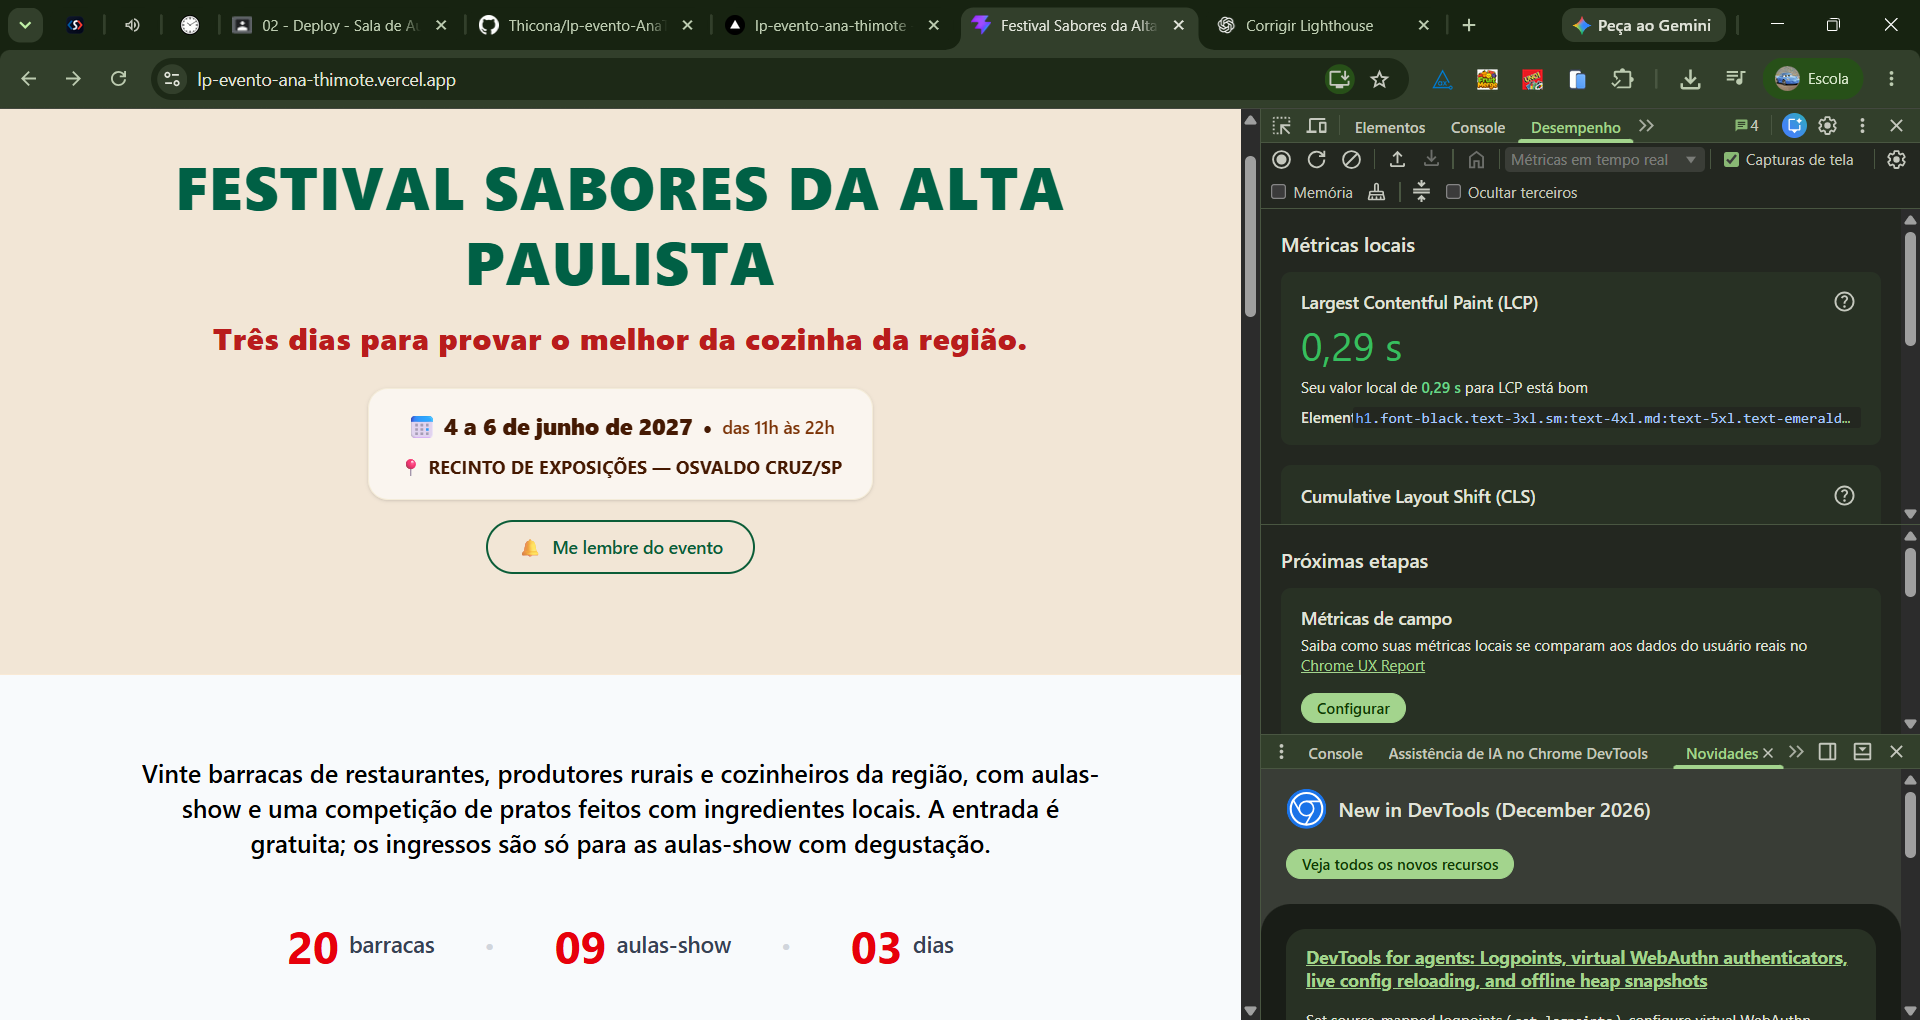 02 - Deploy - Sala de Au
Thicona/lp-evento-AnaT
lp-evento-ana-thimote
Festival Sabores da Alta
Corrigir Lighthouse
Peça ao Gemini
lp-evento-ana-thimote.vercel.app
Escola
FESTIVAL SABORES DA ALTA
PAULISTA
Três dias para provar o melhor da cozinha da região.
4 a 6 de junho de 2027 • das 11h às 22h
RECINTO DE EXPOSIÇÕES — OSVALDO CRUZ/SP
Me lembre do evento
Vinte barracas de restaurantes, produtores rurais e cozinheiros da região, com aulas-
show e uma competição de pratos feitos com ingredientes locais. A entrada é
gratuita; os ingressos são só para as aulas-show com degustação.
20 barracas • 09 aulas-show • 03 dias
Elementos Console Desempenho 4
Métricas em tempo real Capturas de tela
Memória Ocultar terceiros
Métricas locais
Largest Contentful Paint (LCP)
0,29 s
Seu valor local de 0,29 s para LCP está bom
Element h1.font-black.text-3xl.sm:text-4xl.md:text-5xl.text-emerald…
Cumulative Layout Shift (CLS)
Próximas etapas
Métricas de campo
Saiba como suas métricas locais se comparam aos dados do usuário reais no
Chrome UX Report
Configurar
Console Assistência de IA no Chrome DevTools Novidades
New in DevTools (December 2026)
Veja todos os novos recursos
DevTools for agents: Logpoints, virtual WebAuthn authenticators,
live config reloading, and offline heap snapshots